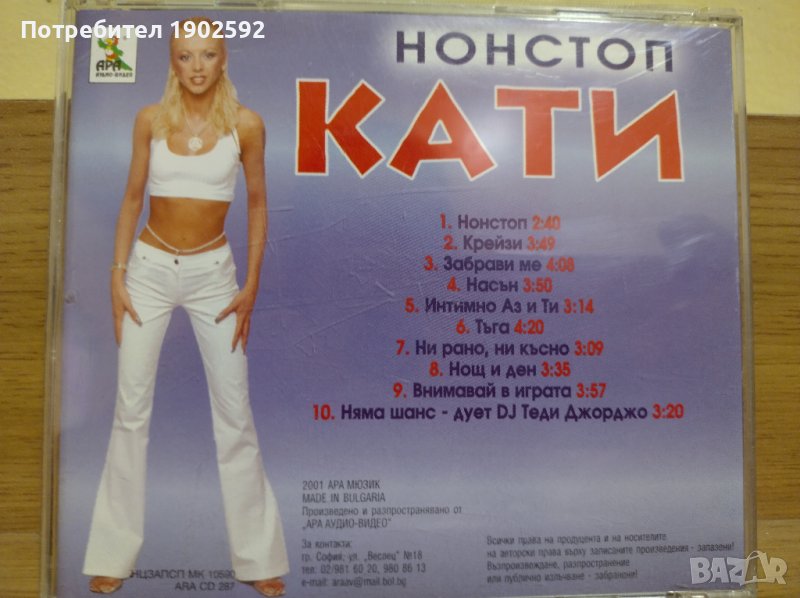 Потребител 1902592
АРА
АУДИО-ВИДЕО
НОНСТОП
КАТИ
1. Нонстоп 2:40
2. Крейзи 3:49
3. Забрави ме 4:08
4. Насън 3:50
5. Интимно Аз и Ти 3:14
6. Тъга 4:20
7. Ни рано, ни късно 3:09
8. Нощ и ден 3:35
9. Внимавай в играта 3:57
10. Няма шанс - дует DJ Теди Джорджо 3:20
2001 АРА МЮЗИК
MADE IN BULGARIA
Произведено и разпространявано от
„АРА АУДИО-ВИДЕО"
За контакти:
гр. София; ул. „Веслец" №18
тел. 02/981 60 20, 980 86 13
e-mail: araav@mail.bol.bg
НЦЗАПСП МК 10590
ARA CD 287
Всички права на продуцента и на носителите
на авторски права върху записаните произведения - запазени!
Възпроизвеждане, разпространение
или публично излъчване - забранени!
BAZAR